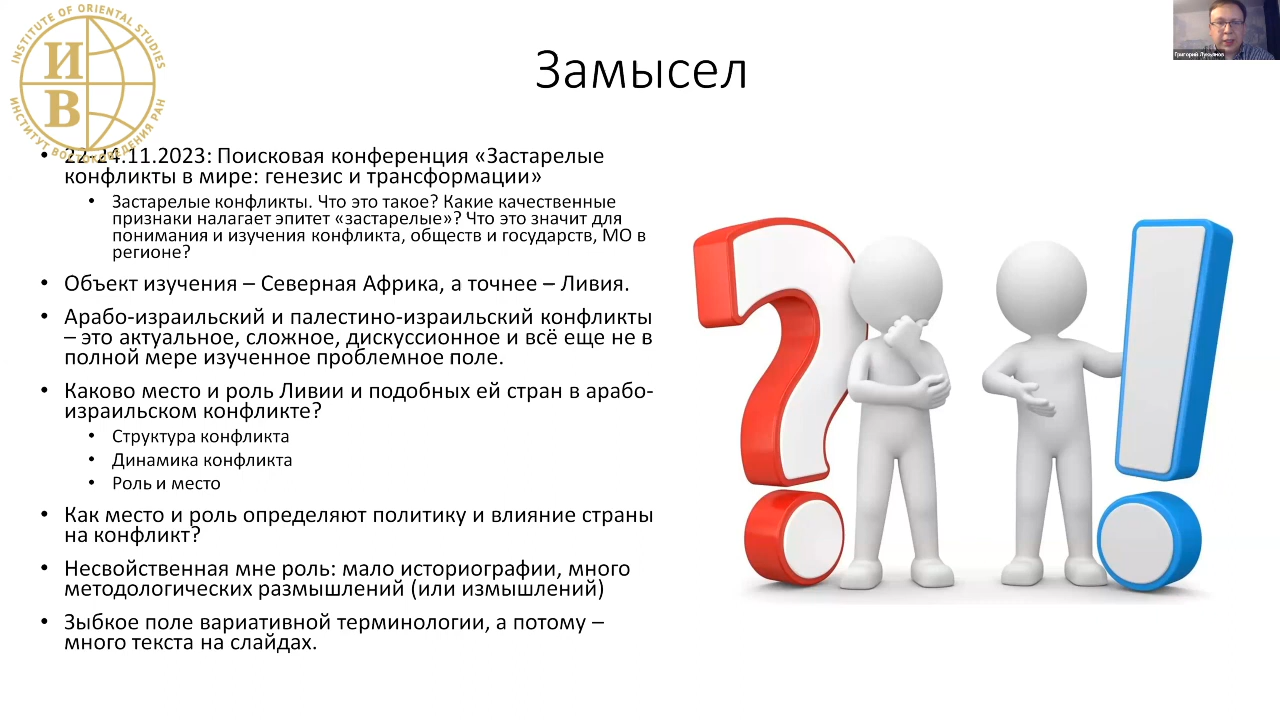 INSTITUTE OF ORIENTAL STUDIES
ИВ
ИНСТИТУТ ВОСТОКОВЕДЕНИЯ РАН
Григорий Лукьянов
Замысел
• 22-24.11.2023: Поисковая конференция «Застарелые
конфликты в мире: генезис и трансформации»
• Застарелые конфликты. Что это такое? Какие качественные
признаки налагает эпитет «застарелые»? Что это значит для
понимания и изучения конфликта, обществ и государств, МО в
регионе?
• Объект изучения – Северная Африка, а точнее – Ливия.
• Арабо-израильский и палестино-израильский конфликты
– это актуальное, сложное, дискуссионное и всё еще не в
полной мере изученное проблемное поле.
• Каково место и роль Ливии и подобных ей стран в арабо-
израильском конфликте?
• Структура конфликта
• Динамика конфликта
• Роль и место
• Как место и роль определяют политику и влияние страны
на конфликт?
• Несвойственная мне роль: мало историографии, много
методологических размышлений (или измышлений)
• Зыбкое поле вариативной терминологии, а потому –
много текста на слайдах.